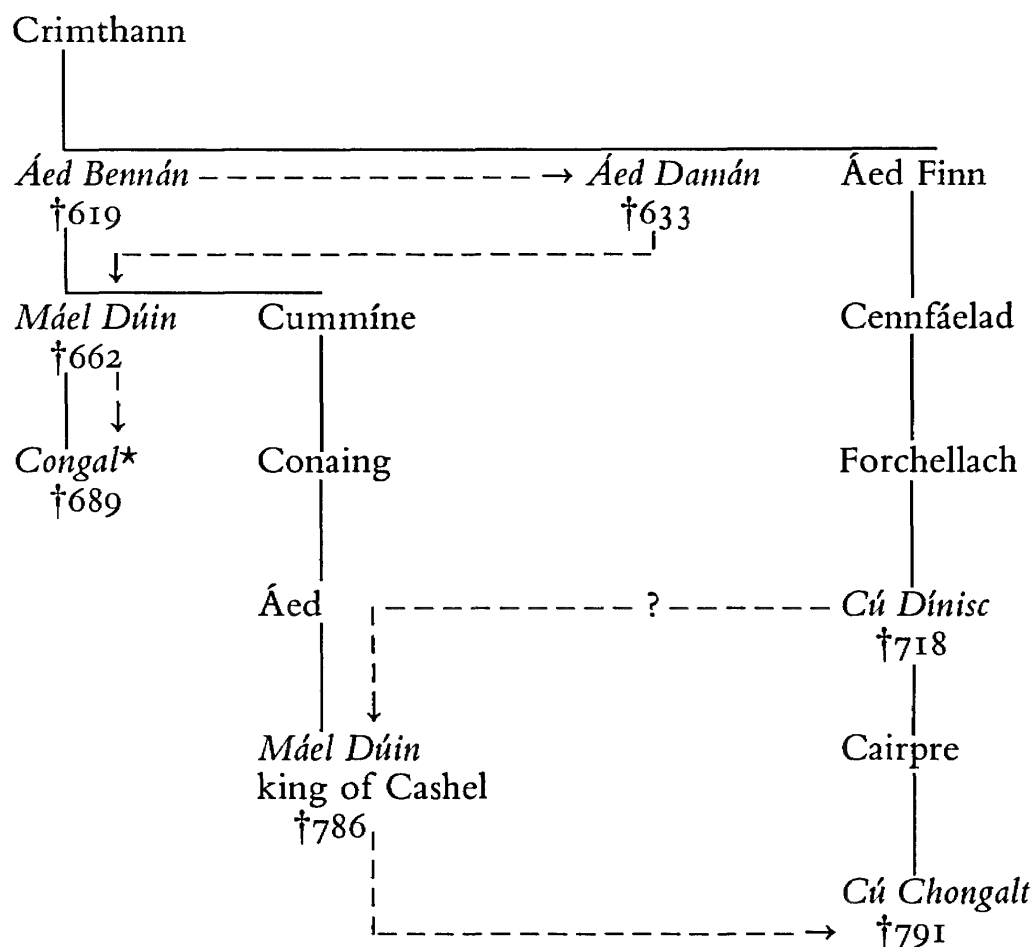 Crimthann
Áed Bennán Áed Damán Áed Finn
†619 †633
Máel Dúin Cummíne Cennfáelad
†662
Congal* Conaing Forchellach
†689
Áed ? Cú Dínisc
†718
Máel Dúin Cairpre
king of Cashel
†786
Cú Chongalt
†791